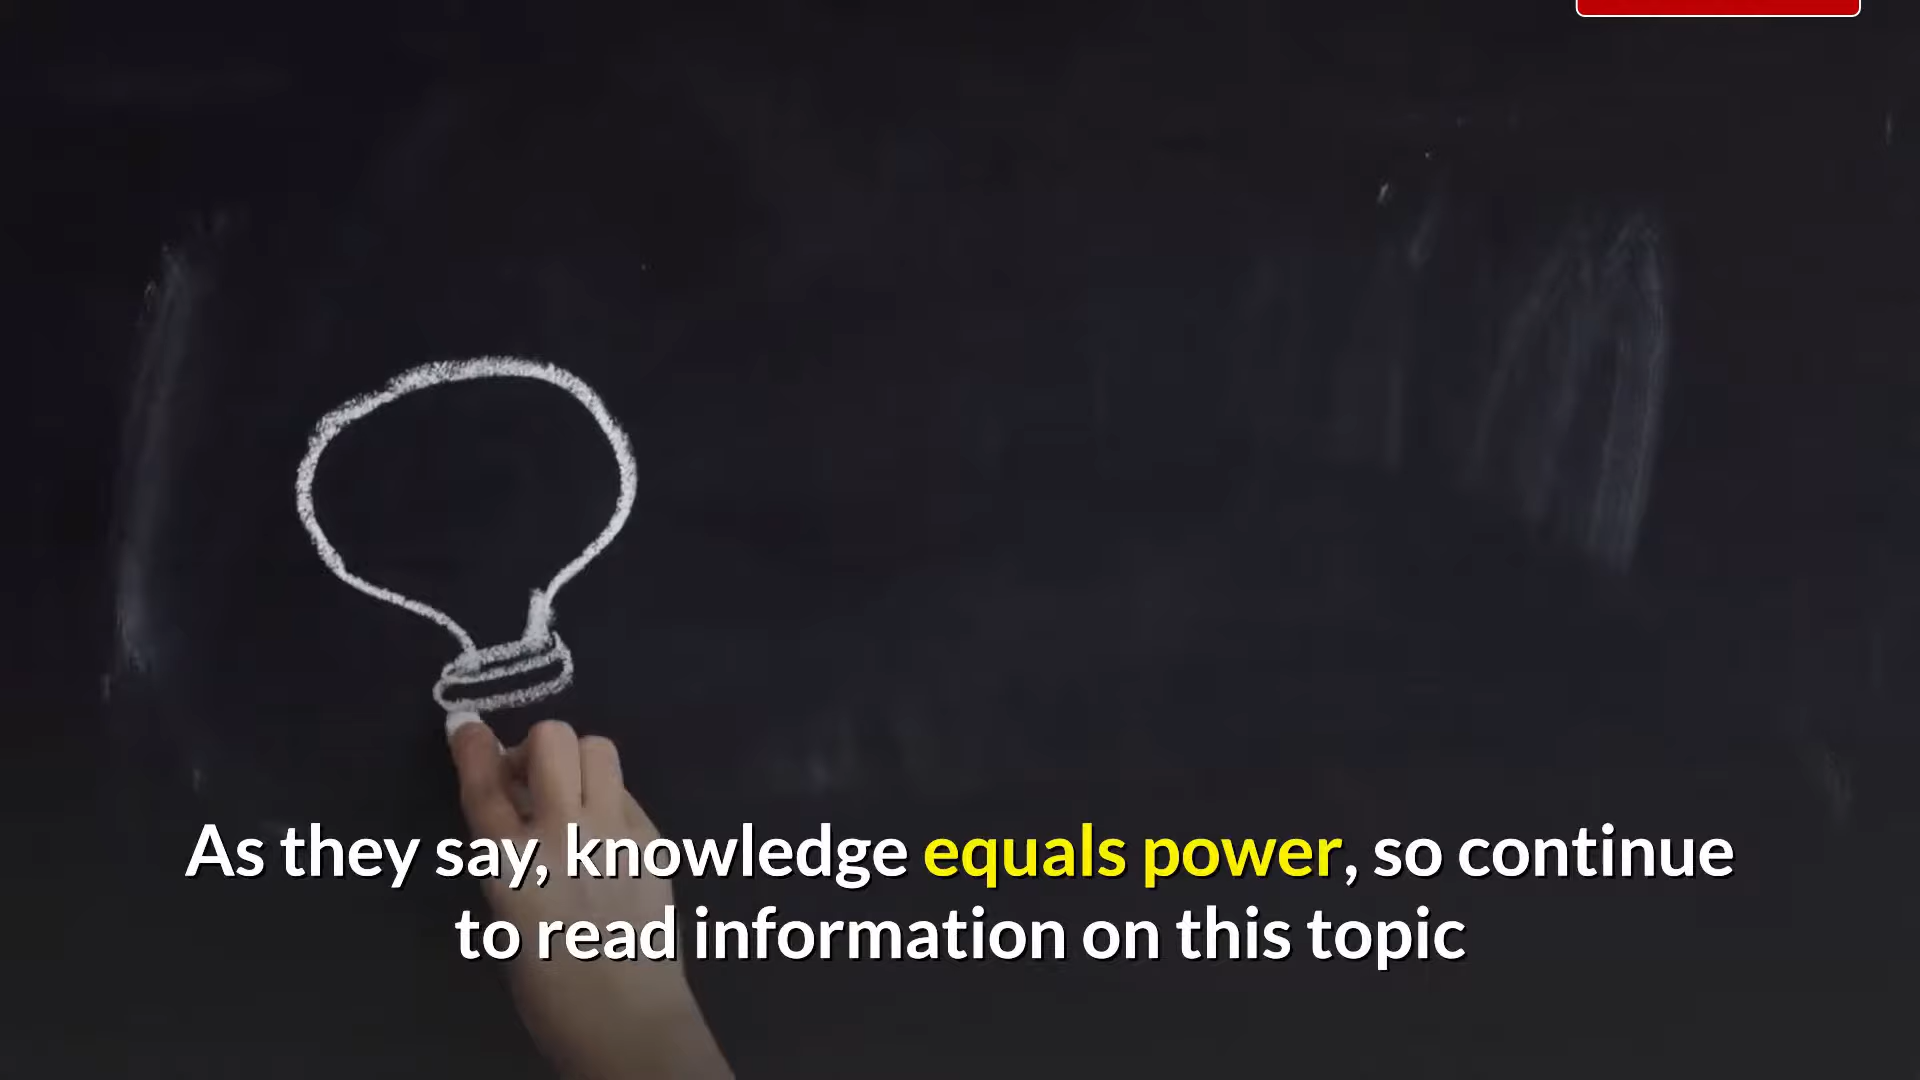 As they say, knowledge equals power, so continue
to read information on this topic